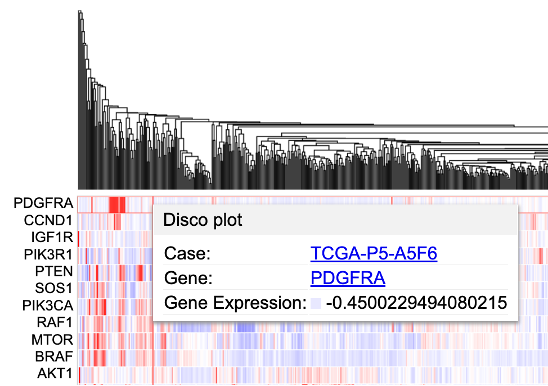 PDGFRA
CCND1
IGF1R
PIK3R1
PTEN
SOS1
PIK3CA
RAF1
MTOR
BRAF
AKT1
Disco plot
Case: TCGA-P5-A5F6
Gene: PDGFRA
Gene Expression: -0.4500229494080215